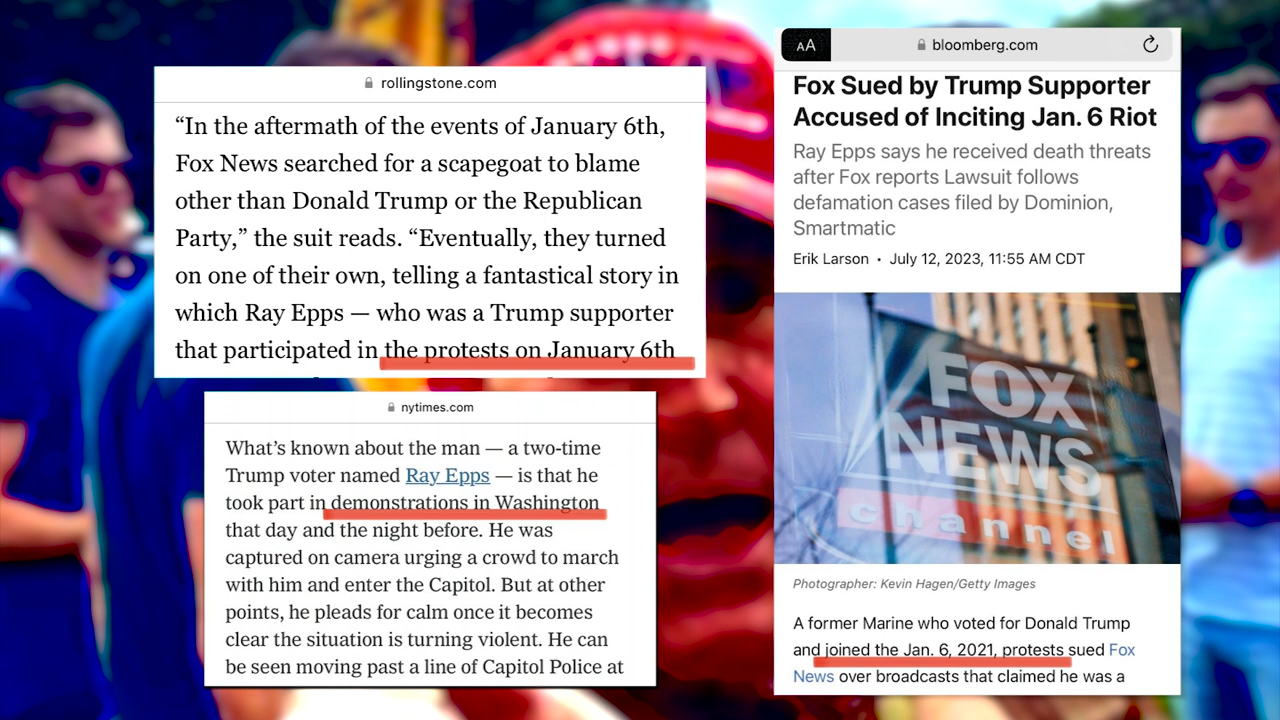 rollingstone.com
“In the aftermath of the events of January 6th,
Fox News searched for a scapegoat to blame
other than Donald Trump or the Republican
Party,” the suit reads. “Eventually, they turned
on one of their own, telling a fantastical story in
which Ray Epps — who was a Trump supporter
that participated in the protests on January 6th
nytimes.com
What’s known about the man — a two-time
Trump voter named Ray Epps — is that he
took part in demonstrations in Washington
that day and the night before. He was
captured on camera urging a crowd to march
with him and enter the Capitol. But at other
points, he pleads for calm once it becomes
clear the situation is turning violent. He can
be seen moving past a line of Capitol Police at
AA
bloomberg.com
Fox Sued by Trump Supporter
Accused of Inciting Jan. 6 Riot
Ray Epps says he received death threats
after Fox reports Lawsuit follows
defamation cases filed by Dominion,
Smartmatic
Erik Larson • July 12, 2023, 11:55 AM CDT
FOX
NEWS
channel
Photographer: Kevin Hagen/Getty Images
A former Marine who voted for Donald Trump
and joined the Jan. 6, 2021, protests sued Fox
News over broadcasts that claimed he was a